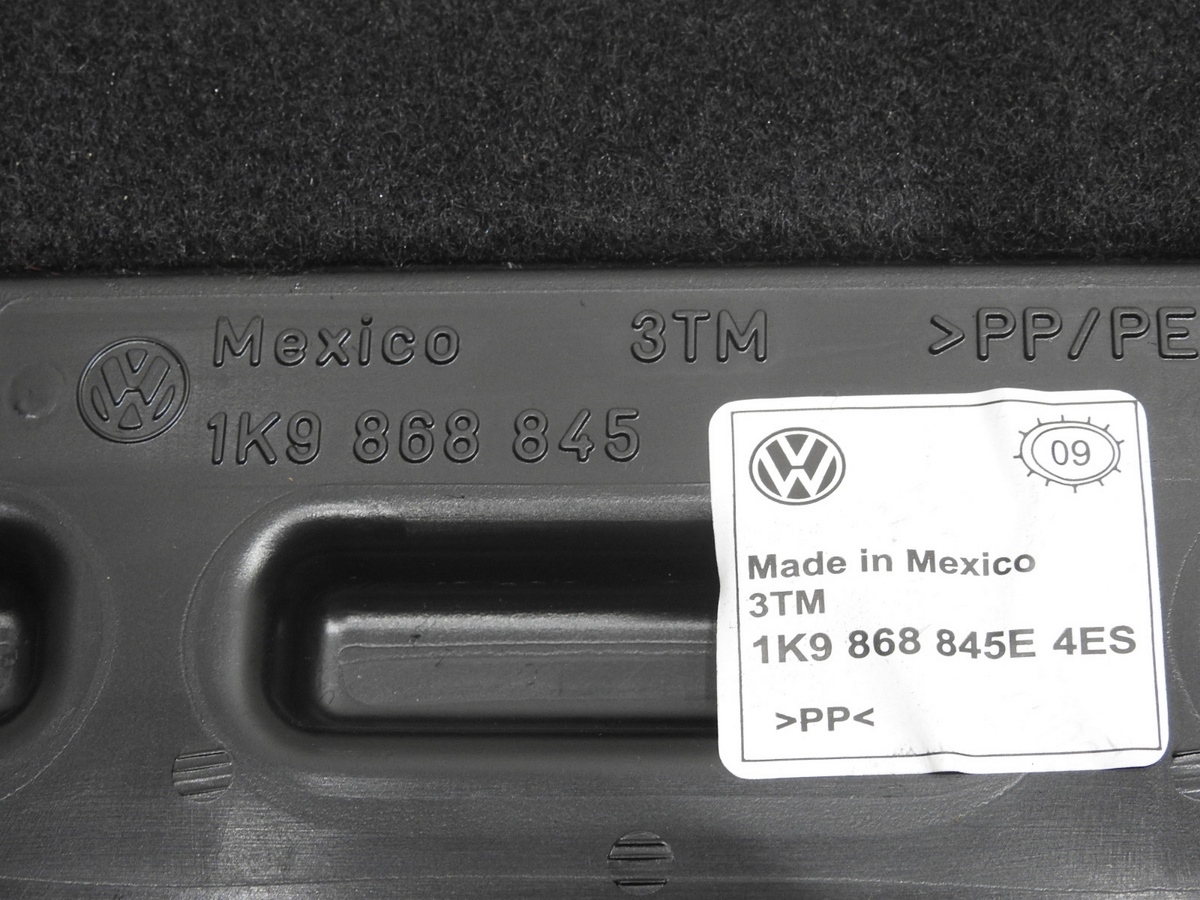 Mexico 3TM >PP/PE
1K9 868 845
09
Made in Mexico
3TM
1K9 868 845E 4ES
>PP<